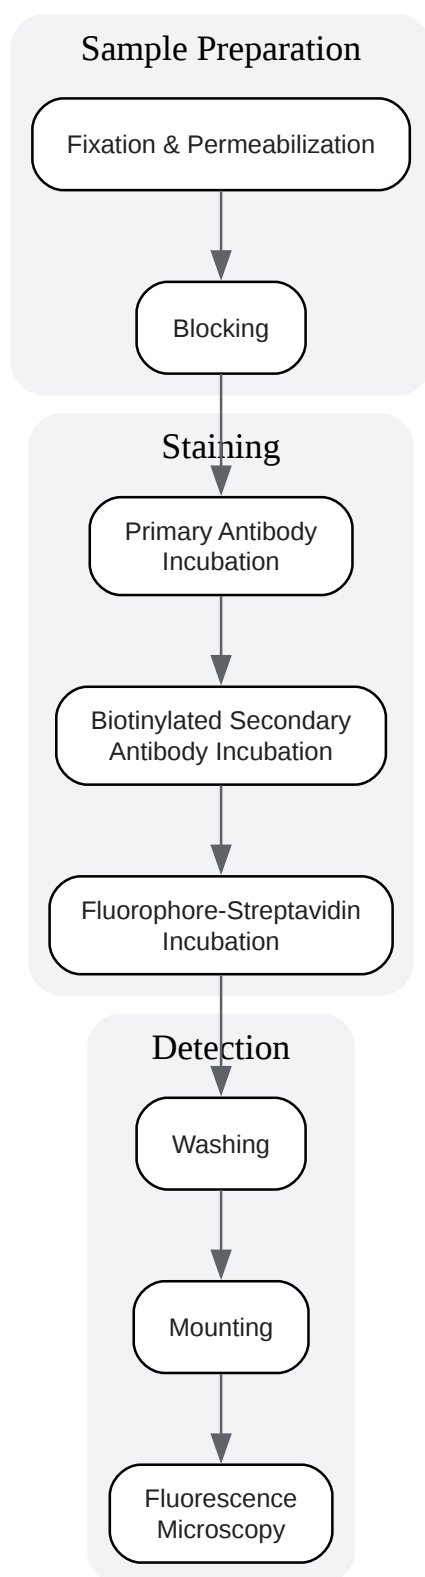 Sample Preparation
Fixation & Permeabilization
Blocking
Staining
Primary Antibody
Incubation
Biotinylated Secondary
Antibody Incubation
Fluorophore-Streptavidin
Incubation
Detection
Washing
Mounting
Fluorescence
Microscopy